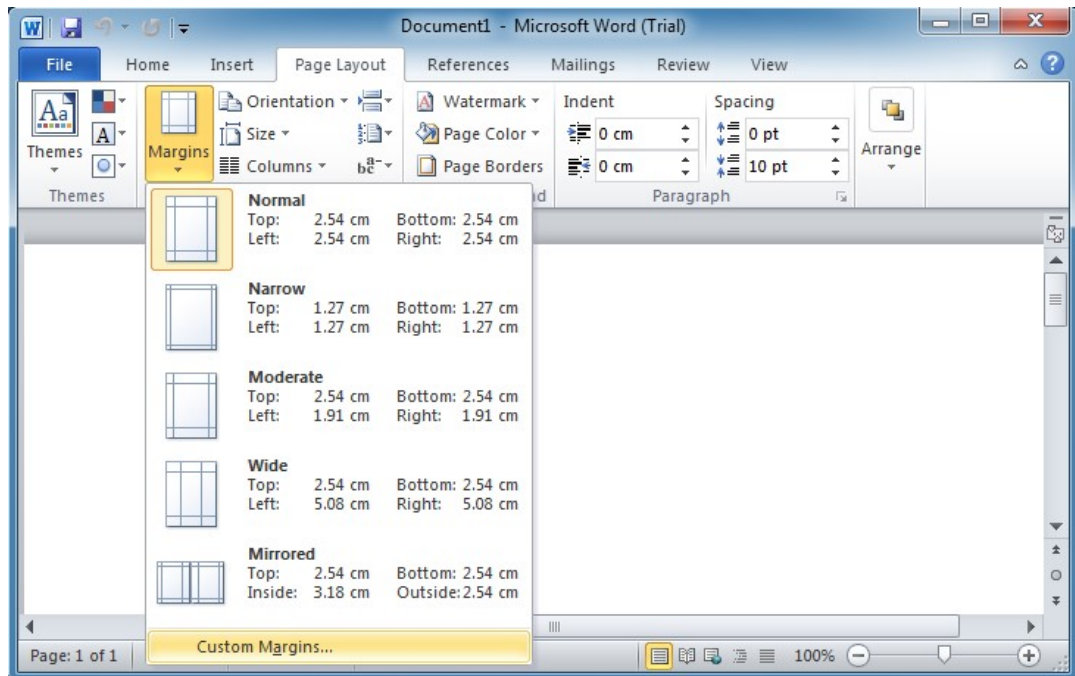 Document1 - Microsoft Word (Trial)
File Home Insert Page Layout References Mailings Review View
Orientation Watermark Indent Spacing
Size Page Color 0 cm 0 pt
Themes Margins Columns Page Borders 0 cm 10 pt Arrange
Themes Paragraph
Normal
Top: 2.54 cm Bottom: 2.54 cm
Left: 2.54 cm Right: 2.54 cm
Narrow
Top: 1.27 cm Bottom: 1.27 cm
Left: 1.27 cm Right: 1.27 cm
Moderate
Top: 2.54 cm Bottom: 2.54 cm
Left: 1.91 cm Right: 1.91 cm
Wide
Top: 2.54 cm Bottom: 2.54 cm
Left: 5.08 cm Right: 5.08 cm
Mirrored
Top: 2.54 cm Bottom: 2.54 cm
Inside: 3.18 cm Outside: 2.54 cm
Custom Margins...
Page: 1 of 1 100%